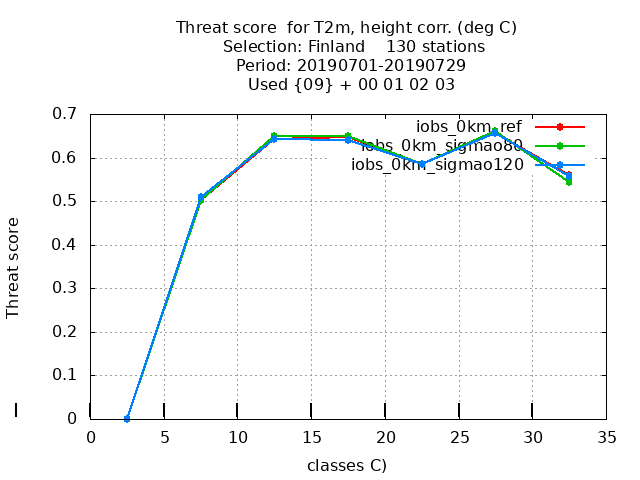 Threat score for T2m, height corr. (deg C)
Selection: Finland 130 stations
Period: 20190701-20190729
Used {09} + 00 01 02 03
0.7
0.6
0.5
0.4
0.3
0.2
0.1
0
Threat score
iobs_0km_ref
iobs_0km_sigmao80
iobs_0km_sigmao120
0 5 10 15 20 25 30 35
classes C)